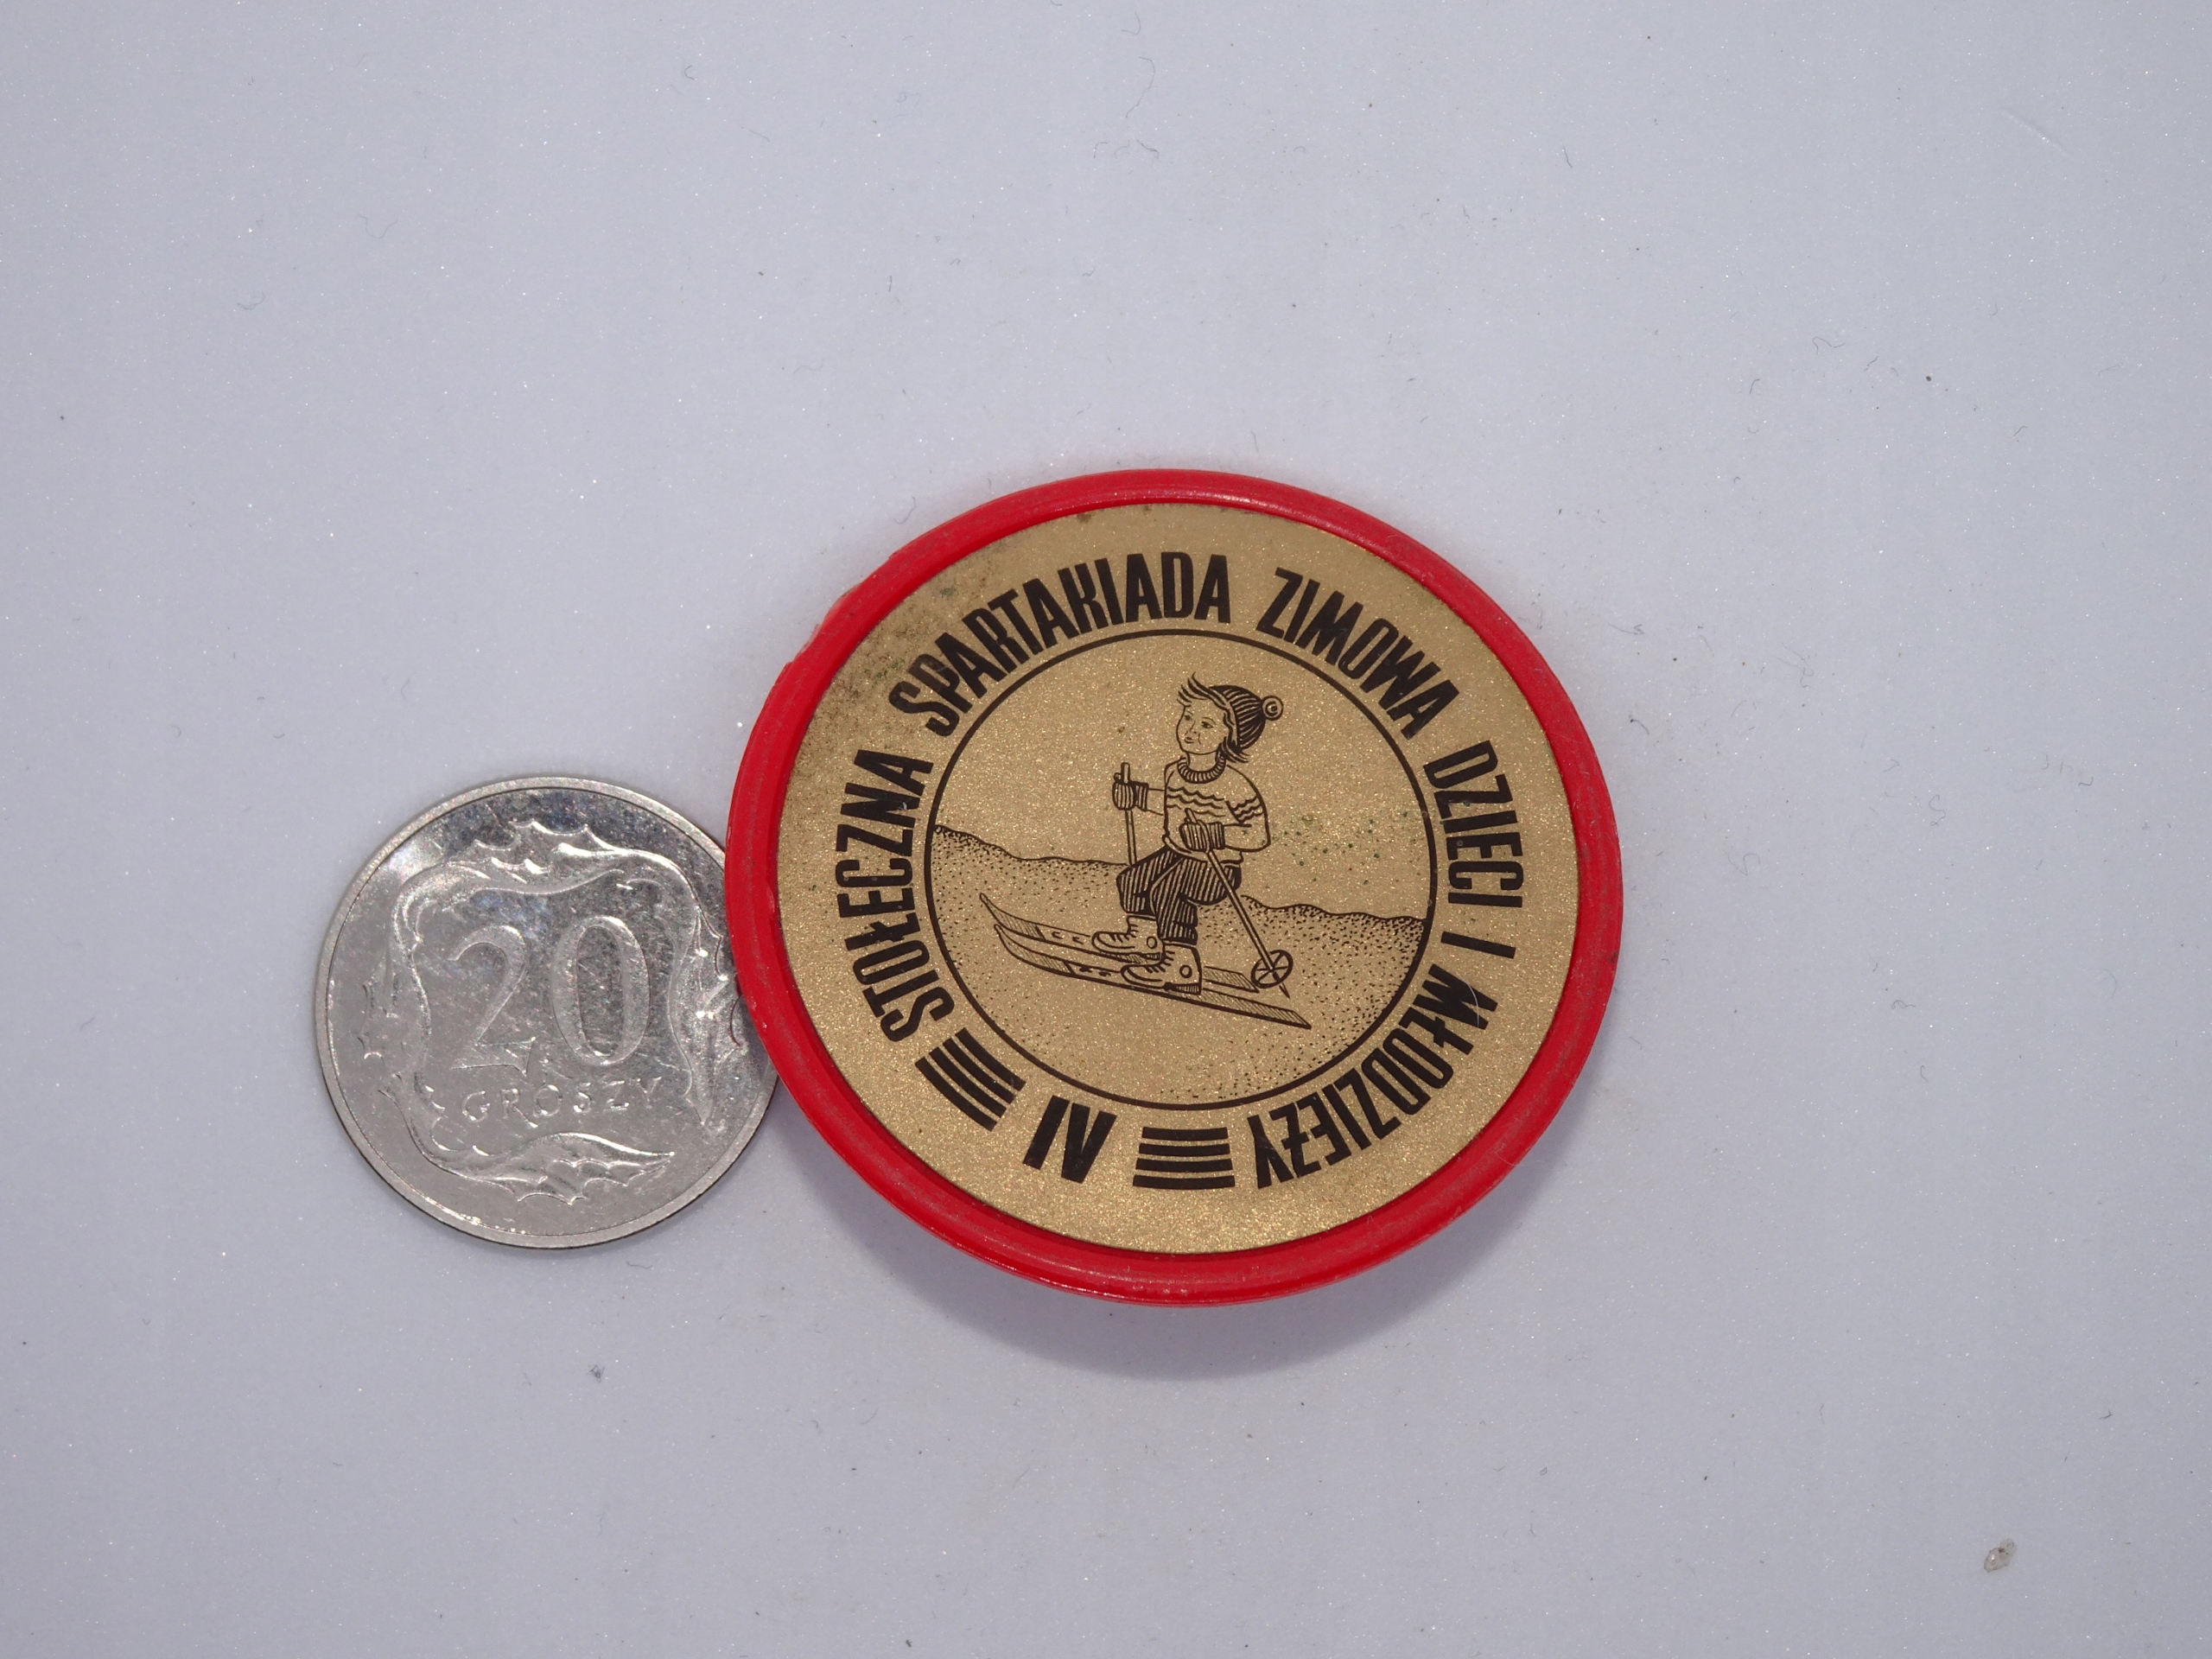 IV STOŁECZNA SPARTAKIADA ZIMOWA DZIECI I MŁODZIEŻY
20
GROSZY